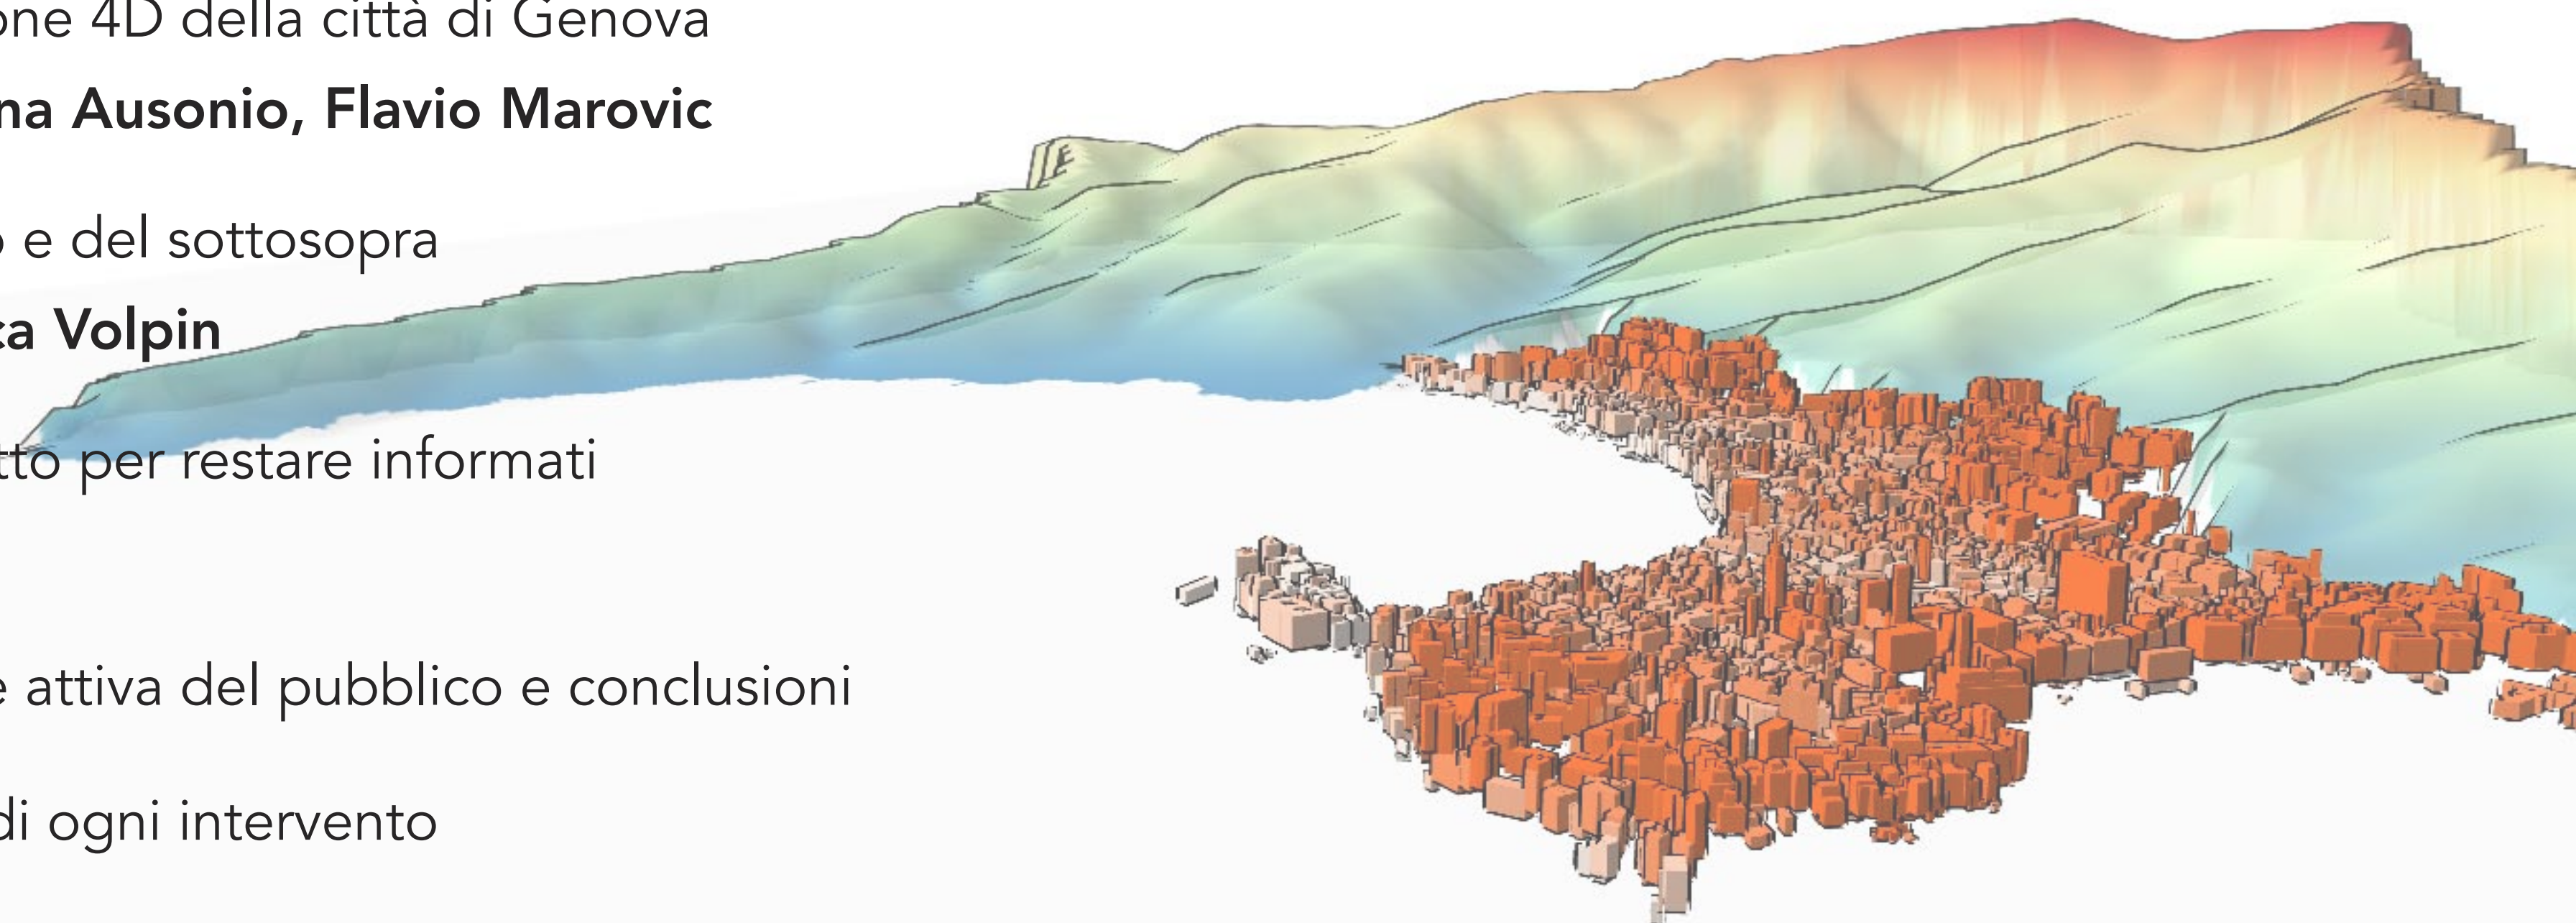 one 4D della città di Genova
na Ausonio, Flavio Marovic
o e del sottosopra
ca Volpin
tto per restare informati
e attiva del pubblico e conclusioni
di ogni intervento